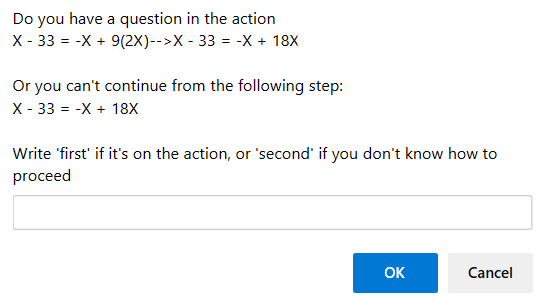 Do you have a question in the action
X - 33 = -X + 9(2X)-->X - 33 = -X + 18X
Or you can't continue from the following step:
X - 33 = -X + 18X
Write 'first' if it's on the action, or 'second' if you don't know how to
proceed
OK
Cancel